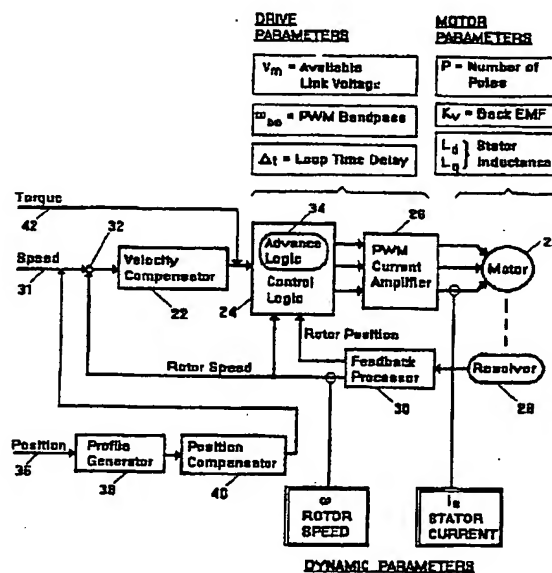 DRIVE PARAMETERS
MOTOR PARAMETERS
Vm = Available Link Voltage
P = Number of Poles
ω = PWM Bandpass
Kv = Back EMF
Δt = Loop Time Delay
Ld
Lq } Stator Inductance
Torque
42
32
34
26
Speed
31
Velocity Compensator
22
Advance Logic
Control Logic
24
PWM Current Amplifier
Motor
Rotor Position
Rotor Speed
Feedback Processor
30
Resolver
28
Position
36
Profile Generator
38
Position Compensator
40
ω
ROTOR SPEED
STATOR CURRENT
DYNAMIC PARAMETERS